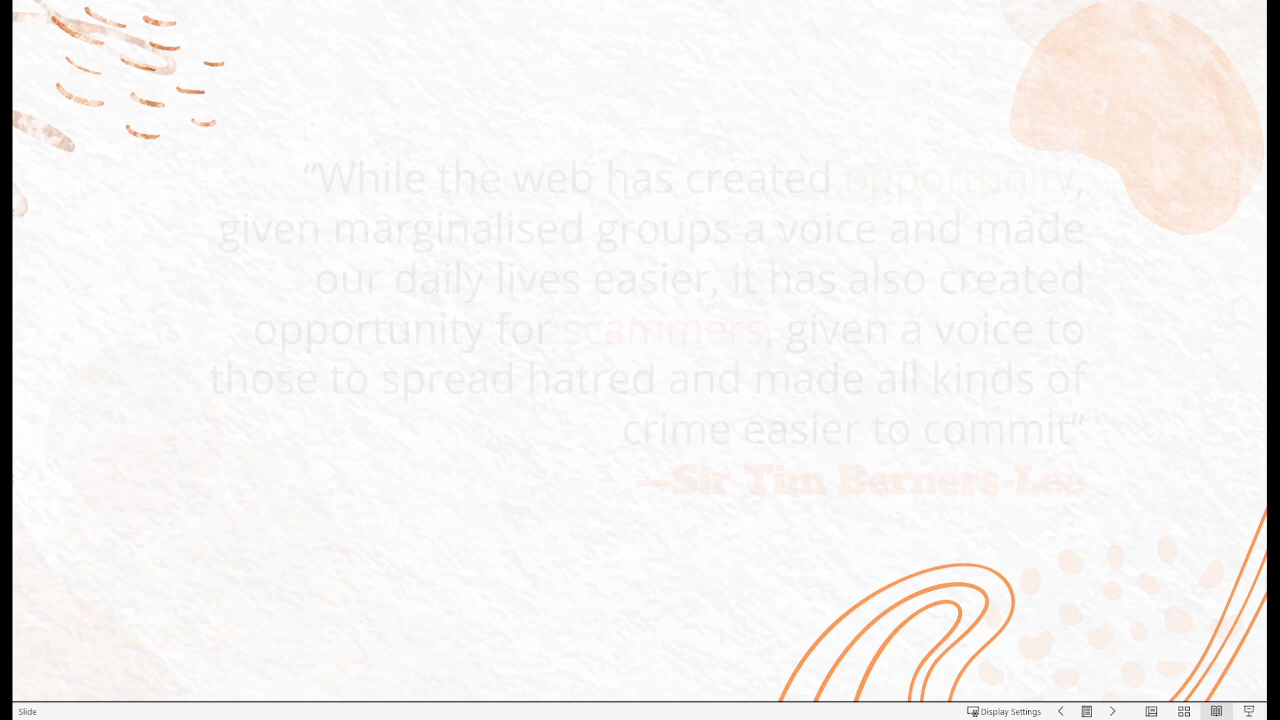 “While the web has created opportunity,
given marginalised groups a voice and made
our daily lives easier, it has also created
opportunity for scammers, given a voice to
those to spread hatred and made all kinds of
crime easier to commit”
—Sir Tim Berners-Lee
Slide
Display Settings